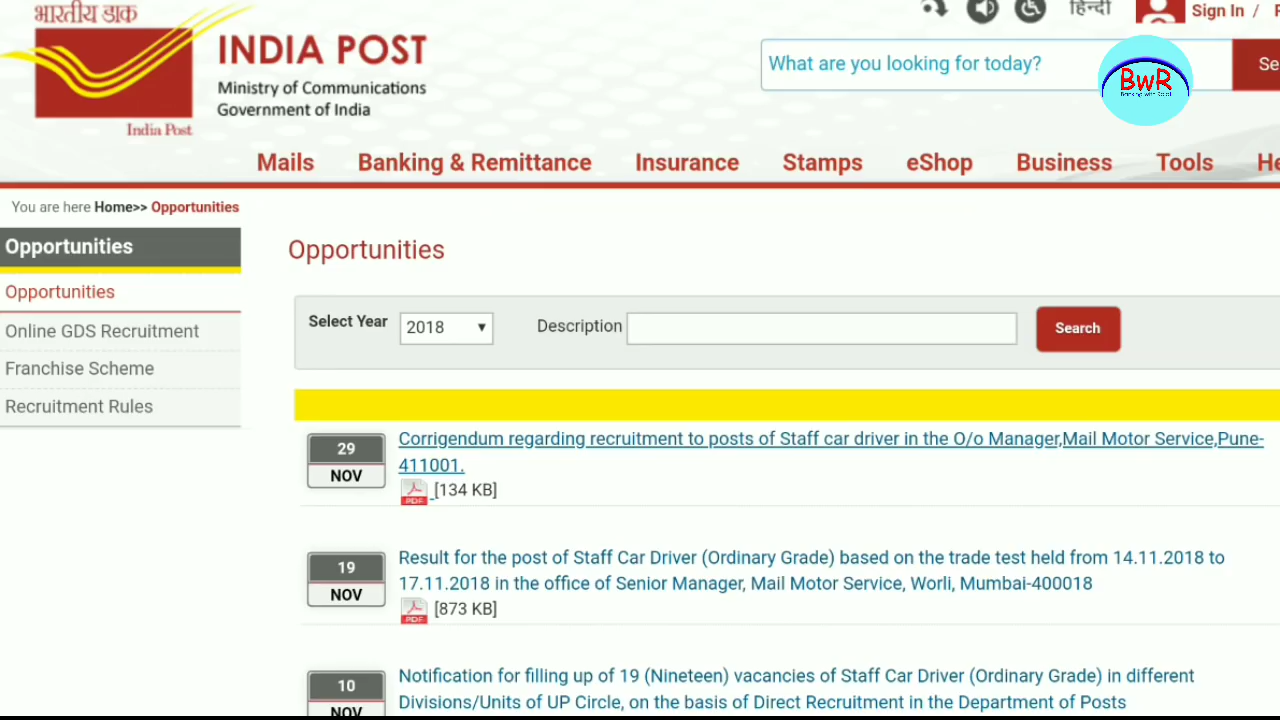 भारतीय डाक
India Post
INDIA POST
Ministry of Communications
Government of India
हिन्दी
Sign In /
What are you looking for today?
Se
BwR
Mails Banking & Remittance Insurance Stamps eShop Business Tools He
You are here Home>> Opportunities
Opportunities
Opportunities
Online GDS Recruitment
Franchise Scheme
Recruitment Rules
Opportunities
Select Year 2018 Description Search
29
NOV
Corrigendum regarding recruitment to posts of Staff car driver in the O/o Manager,Mail Motor Service,Pune-
411001.
PDF [134 KB]
19
NOV
Result for the post of Staff Car Driver (Ordinary Grade) based on the trade test held from 14.11.2018 to
17.11.2018 in the office of Senior Manager, Mail Motor Service, Worli, Mumbai-400018
PDF [873 KB]
10
NOV
Notification for filling up of 19 (Nineteen) vacancies of Staff Car Driver (Ordinary Grade) in different
Divisions/Units of UP Circle, on the basis of Direct Recruitment in the Department of Posts